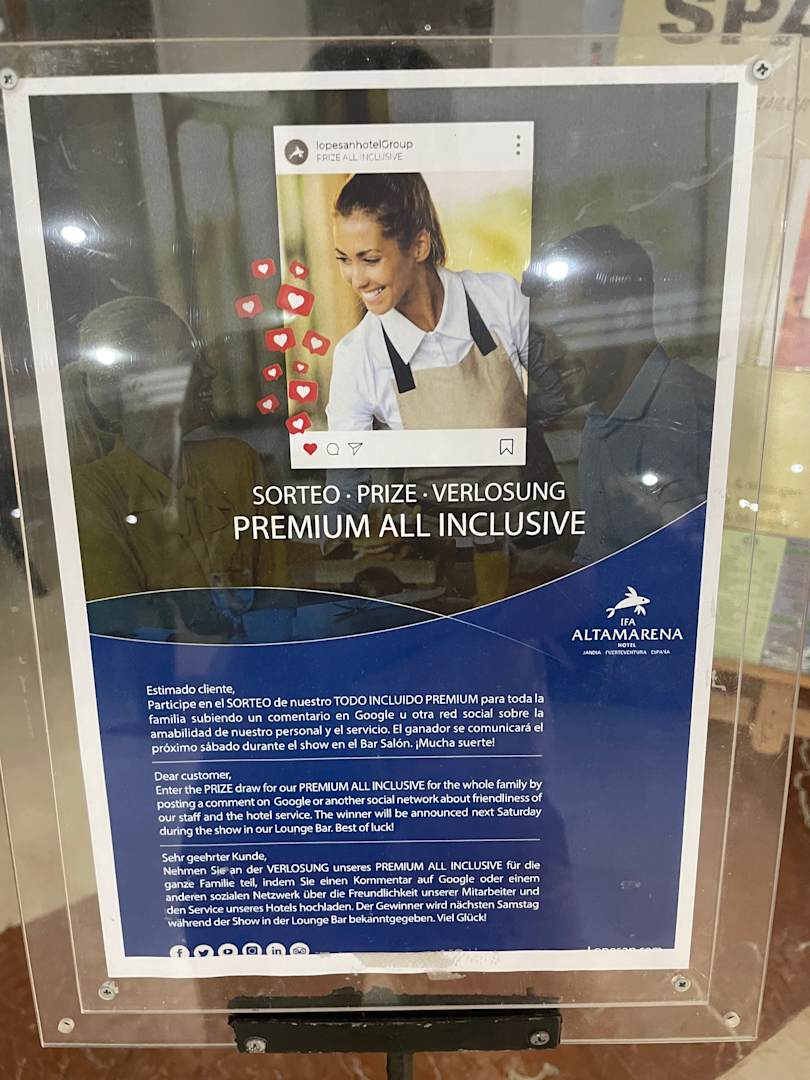 SPA
lopesanhotelGroup
PRIZE ALL INCLUSIVE
SORTEO · PRIZE · VERLOSUNG
PREMIUM ALL INCLUSIVE
IFA
ALTAMARENA
HOTEL
JANDIA FUERTEVENTURA ESPAÑA
Estimado cliente,
Participe en el SORTEO de nuestro TODO INCLUIDO PREMIUM para toda la
familia subiendo un comentario en Google u otra red social sobre la
amabilidad de nuestro personal y el servicio. El ganador se comunicará el
próximo sábado durante el show en el Bar Salón. ¡Mucha suerte!
Dear customer,
Enter the PRIZE draw for our PREMIUM ALL INCLUSIVE for the whole family by
posting a comment on Google or another social network about friendliness of
our staff and the hotel service. The winner will be announced next Saturday
during the show in our Lounge Bar. Best of luck!
Sehr geehrter Kunde,
Nehmen Sie an der VERLOSUNG unseres PREMIUM ALL INCLUSIVE für die
ganze Familie teil, indem Sie einen Kommentar auf Google oder einem
anderen sozialen Netzwerk über die Freundlichkeit unserer Mitarbeiter und
den Service unseres Hotels hochladen. Der Gewinner wird nächsten Samstag
während der Show in der Lounge Bar bekanntgegeben. Viel Glück!
Lopesan.com